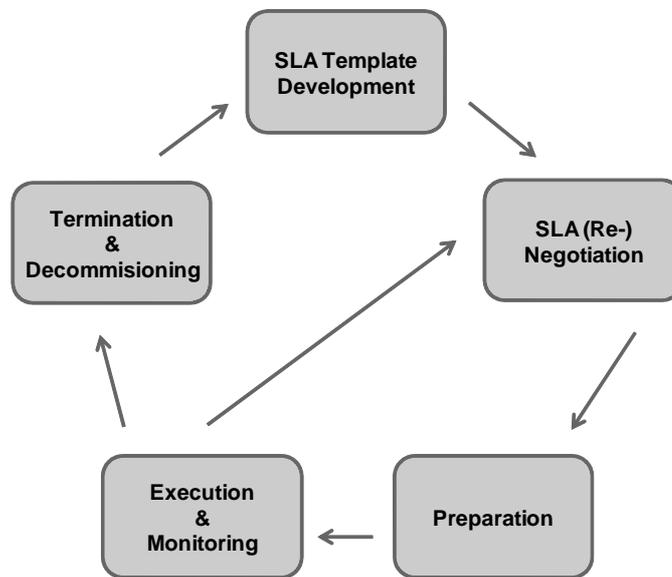 SLA Template
Development
SLA (Re-)
Negotiation
Preparation
Execution
&
Monitoring
Termination
&
Decommisioning